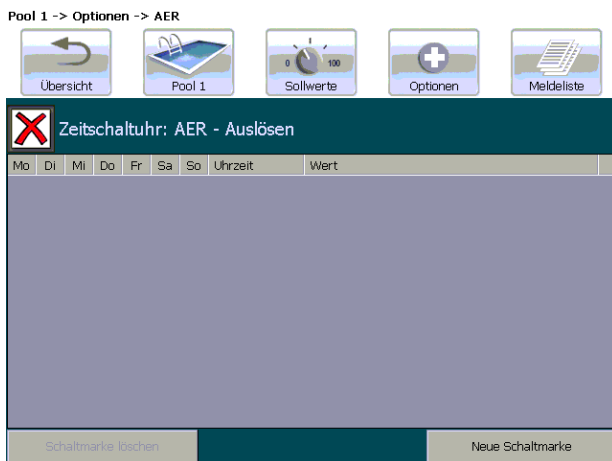 Pool 1 -> Optionen -> AER
Übersicht Pool 1 0 100 Sollwerte Optionen Meldeliste
Zeitschaltuhr: AER - Auslösen
Mo Di Mi Do Fr Sa So Uhrzeit Wert
Schaltmarke löschen Neue Schaltmarke